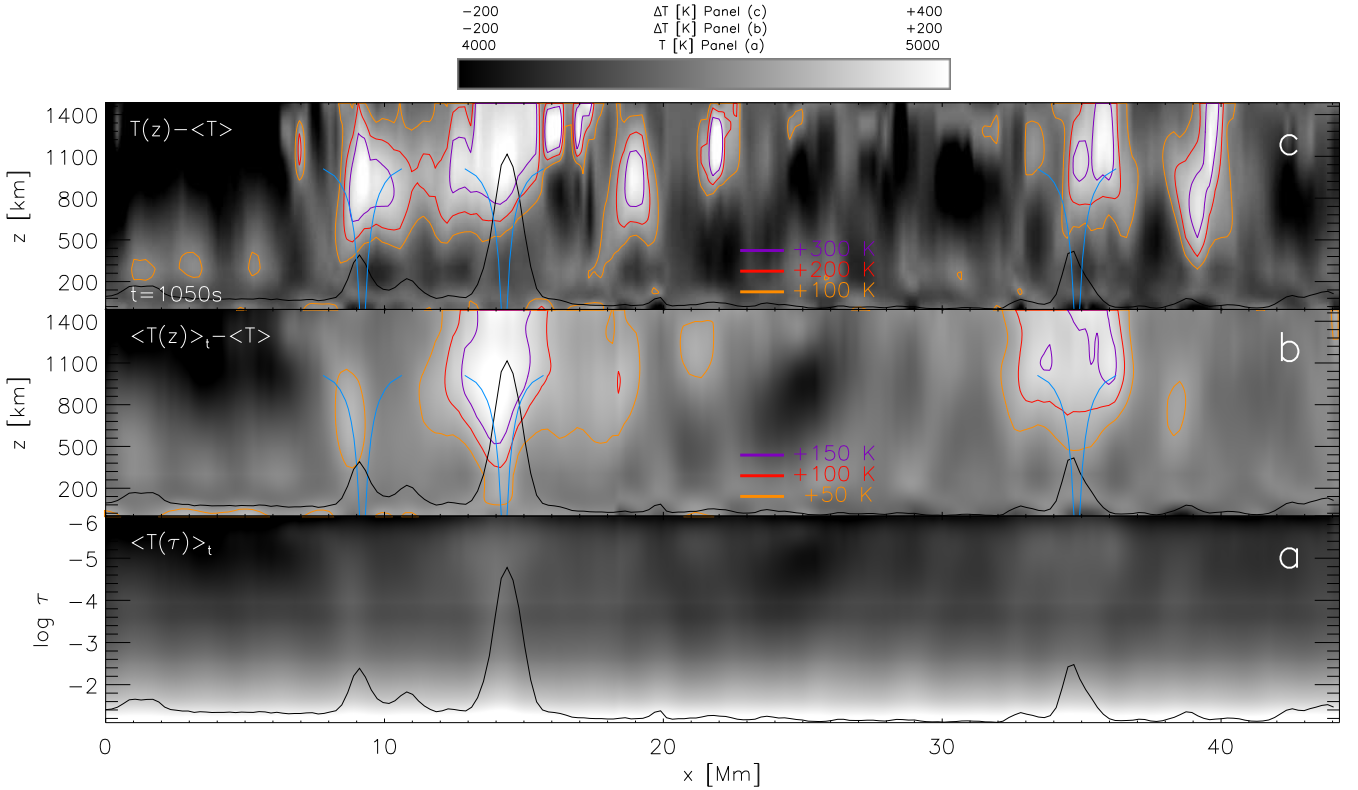 −200 ΔT [K] Panel (c) +400
−200 ΔT [K] Panel (b) +200
4000 T [K] Panel (a) 5000
T(z)−<T>
c
1400
1100
800
500
200
z [km]
+300 K
+200 K
+100 K
t=1050s
<T(z)>t−<T>
b
1400
1100
800
500
200
z [km]
+150 K
+100 K
+50 K
<T(τ)>t
a
−6
−5
−4
−3
−2
log τ
0 10 20 30 40
x [Mm]